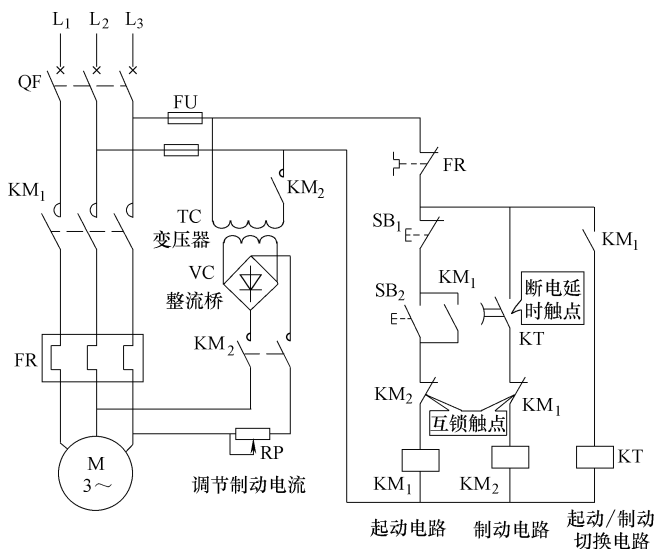 L1 L2 L3
QF
FU
FR
KM1
KM2
TC
变压器
SB1
KM1
VC
整流桥
SB2
KM1
断电延
时触点
KT
FR
KM2
KM2
互锁触点
KM1
M
3～
RP
调节制动电流
KM1
KM2
KT
起动电路
制动电路
起动/制动
切换电路